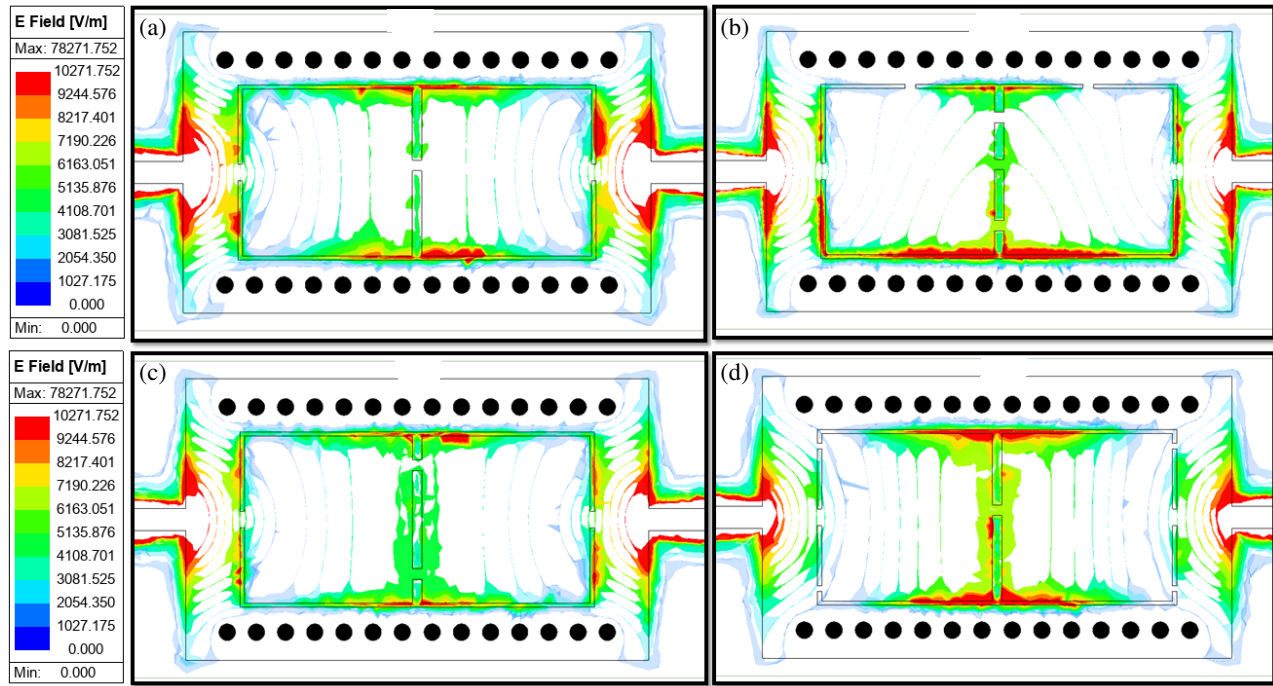 E Field [V/m]
Max: 78271.752
10271.752
9244.576
8217.401
7190.226
6163.051
5135.876
4108.701
3081.525
2054.350
1027.175
0.000
Min: 0.000
(a)
(b)
E Field [V/m]
Max: 78271.752
10271.752
9244.576
8217.401
7190.226
6163.051
5135.876
4108.701
3081.525
2054.350
1027.175
0.000
Min: 0.000
(c)
(d)